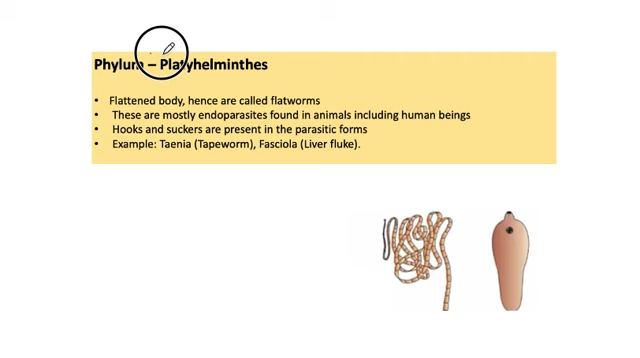 Phylum – Platyhelminthes
• Flattened body, hence are called flatworms
• These are mostly endoparasites found in animals including human beings
• Hooks and suckers are present in the parasitic forms
• Example: Taenia (Tapeworm), Fasciola (Liver fluke).